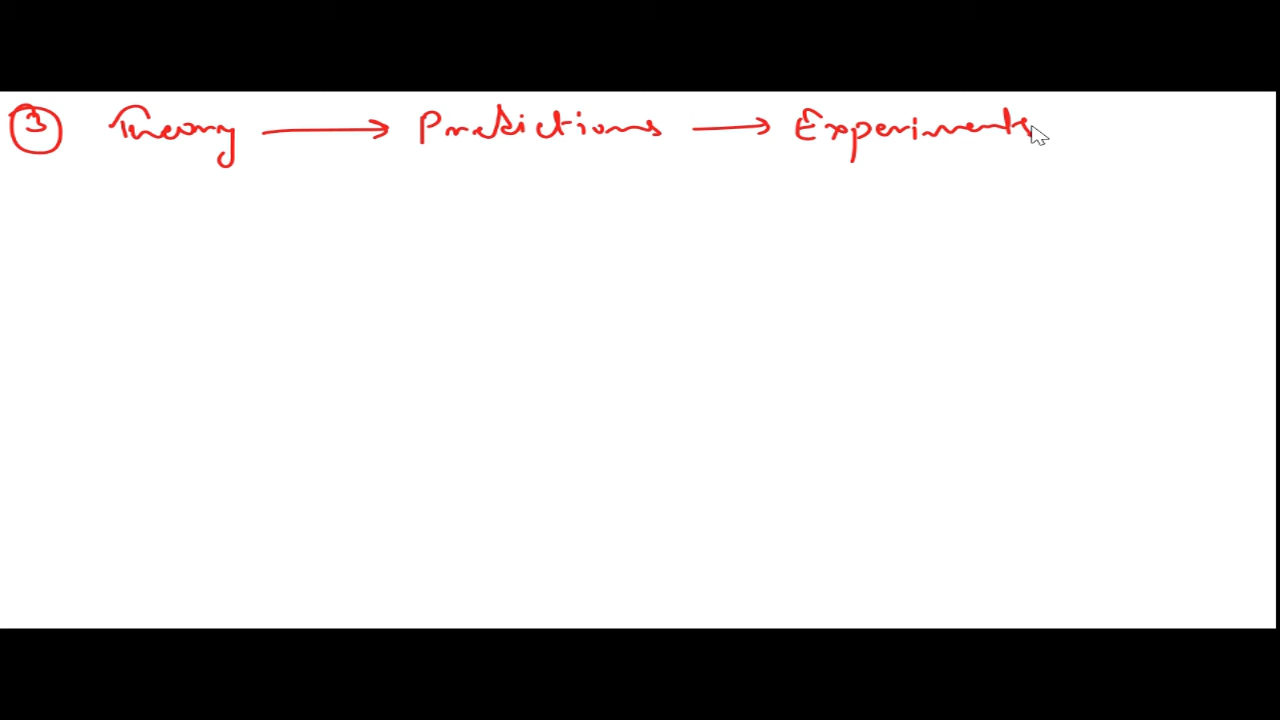 ③ Theory → Predictions → Experiments